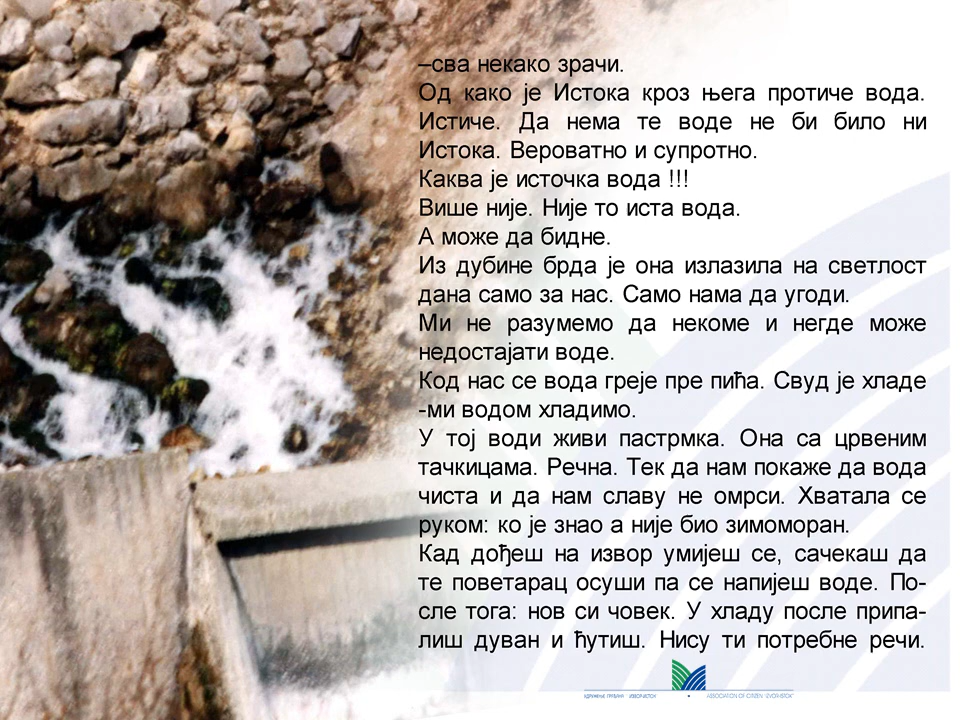 –сва некако зрачи.
Од како је Истока кроз њега протиче вода.
Истиче. Да нема те воде не би било ни
Истока. Вероватно и супротно.
Каква је источка вода !!!
Више није. Није то иста вода.
А може да бидне.
Из дубине брда је она излазила на светлост
дана само за нас. Само нама да угоди.
Ми не разумемо да некоме и негде може
недостајати воде.
Код нас се вода греје пре пића. Свуд је хладе
-ми водом хладимо.
У тој води живи пастрмка. Она са црвеним
тачкицама. Речна. Тек да нам покаже да вода
чиста и да нам славу не омрси. Хватала се
руком: ко је знао а није био зимоморан.
Кад дођеш на извор умијеш се, сачекаш да
те поветарац осуши па се напијеш воде. По-
сле тога: нов си човек. У хладу после припа-
лиш дуван и ћутиш. Нису ти потребне речи.
ASSOCIATION OF CITIZEN